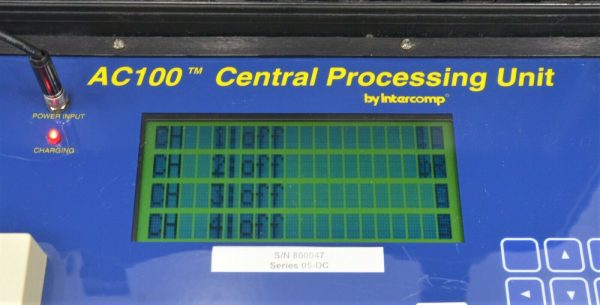 AC100™ Central Processing Unit
by Intercomp®
POWER INPUT
CHARGING
CH 1:off
CH 2:off
CH 3:off
CH 4:off
Series 05-DC